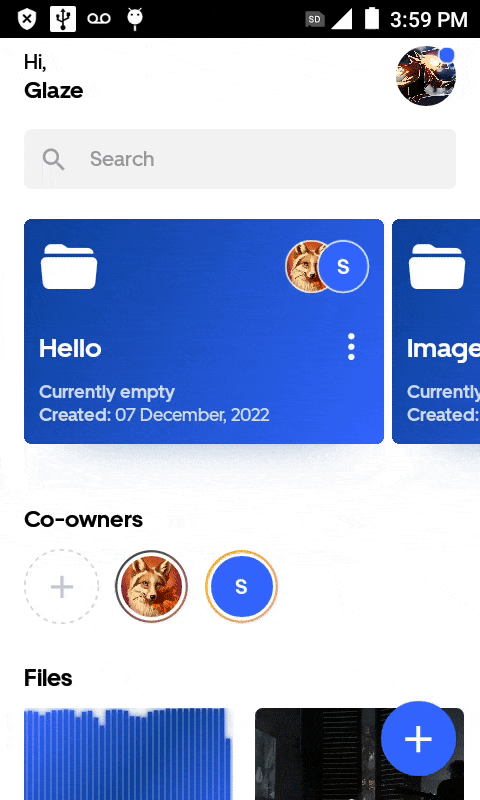 SD 3:59 PM
Hi,
Glaze
Search
S
Hello
Image
Currently empty
Currently
Created: 07 December, 2022
Created:
Co-owners
S
Files